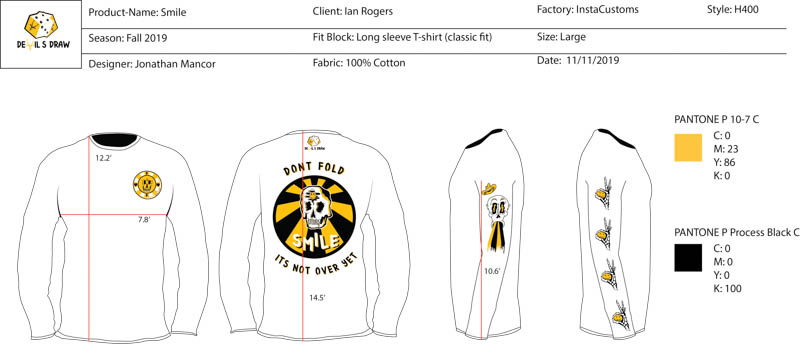 Product-Name: Smile
Client: Ian Rogers
Factory: InstaCustoms
Style: H400
DEVILS DRAW
Season: Fall 2019
Fit Block: Long sleeve T-shirt (classic fit)
Size: Large
Designer: Jonathan Mancor
Fabric: 100% Cotton
Date: 11/11/2019
PANTONE P 10-7 C
C: 0
M: 23
Y: 86
K: 0
12.2'
7.8'
DEVILS DRAW
DONT FOLD
SMILE
ITS NOT OVER YET
14.5'
10.6'
PANTONE P Process Black C
C: 0
M: 0
Y: 0
K: 100